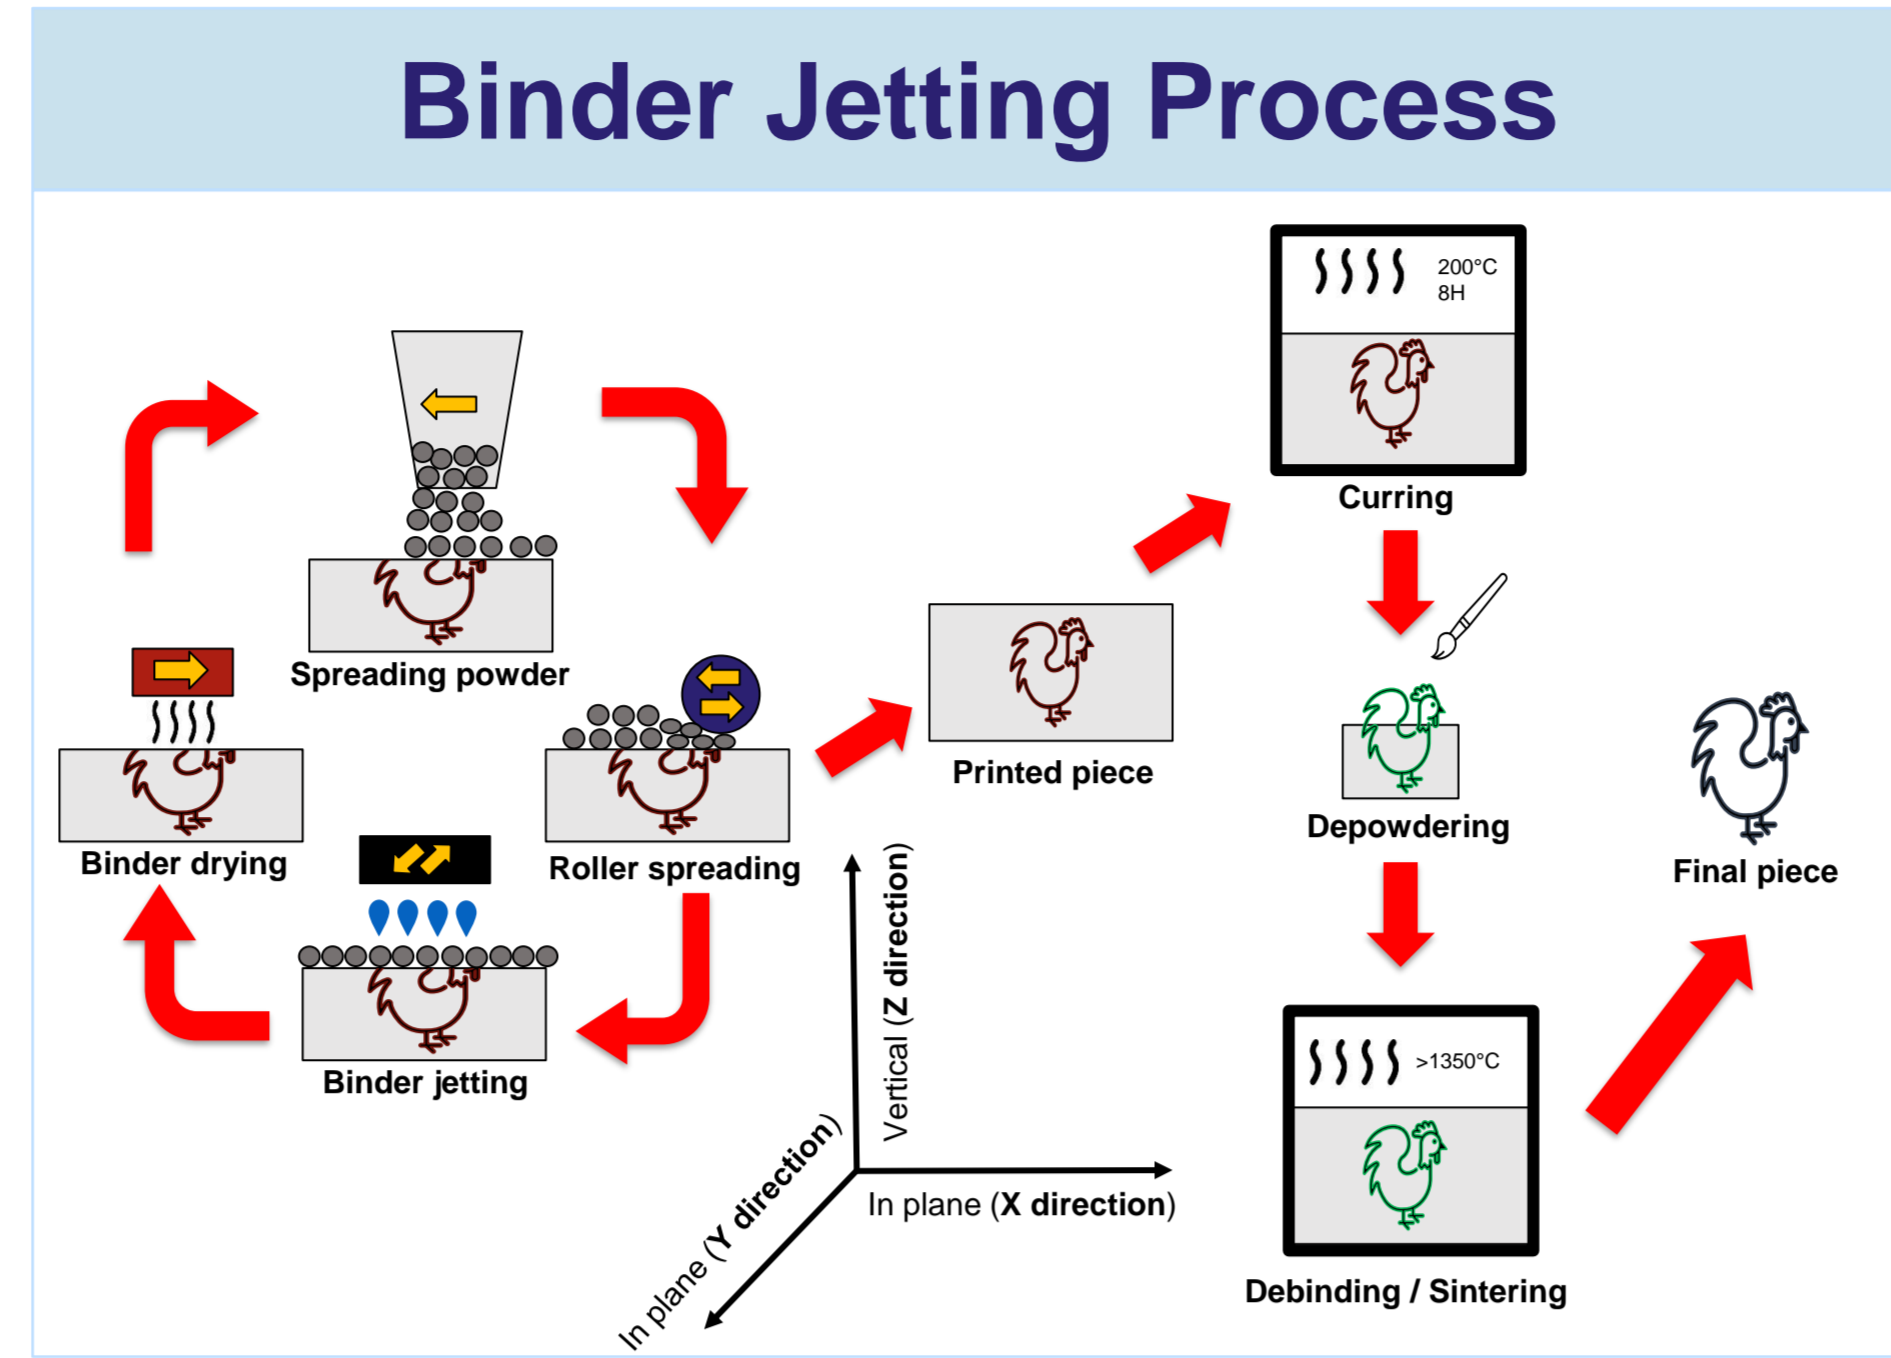 Binder Jetting Process
200°C
8H
Curring
Spreading powder
Printed piece
Depowdering
Binder drying
Roller spreading
Final piece
Binder jetting
Vertical (Z direction)
In plane (X direction)
In plane (Y direction)
>1350°C
Debinding / Sintering